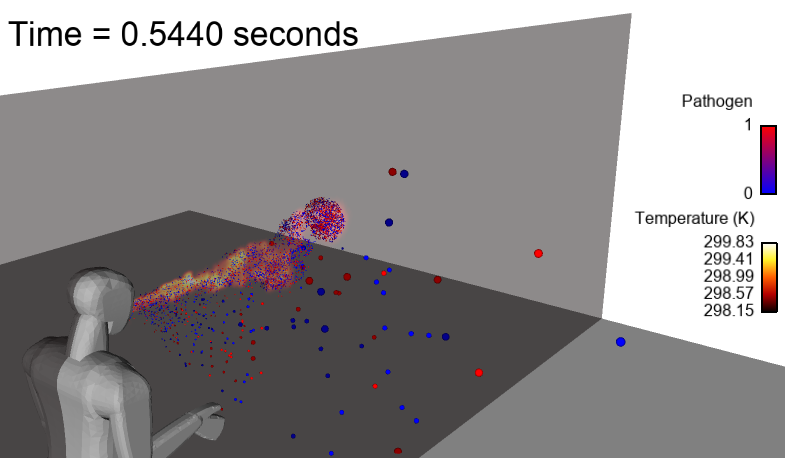 Time = 0.5440 seconds
Pathogen
1
0
Temperature (K)
299.83
299.41
298.99
298.57
298.15